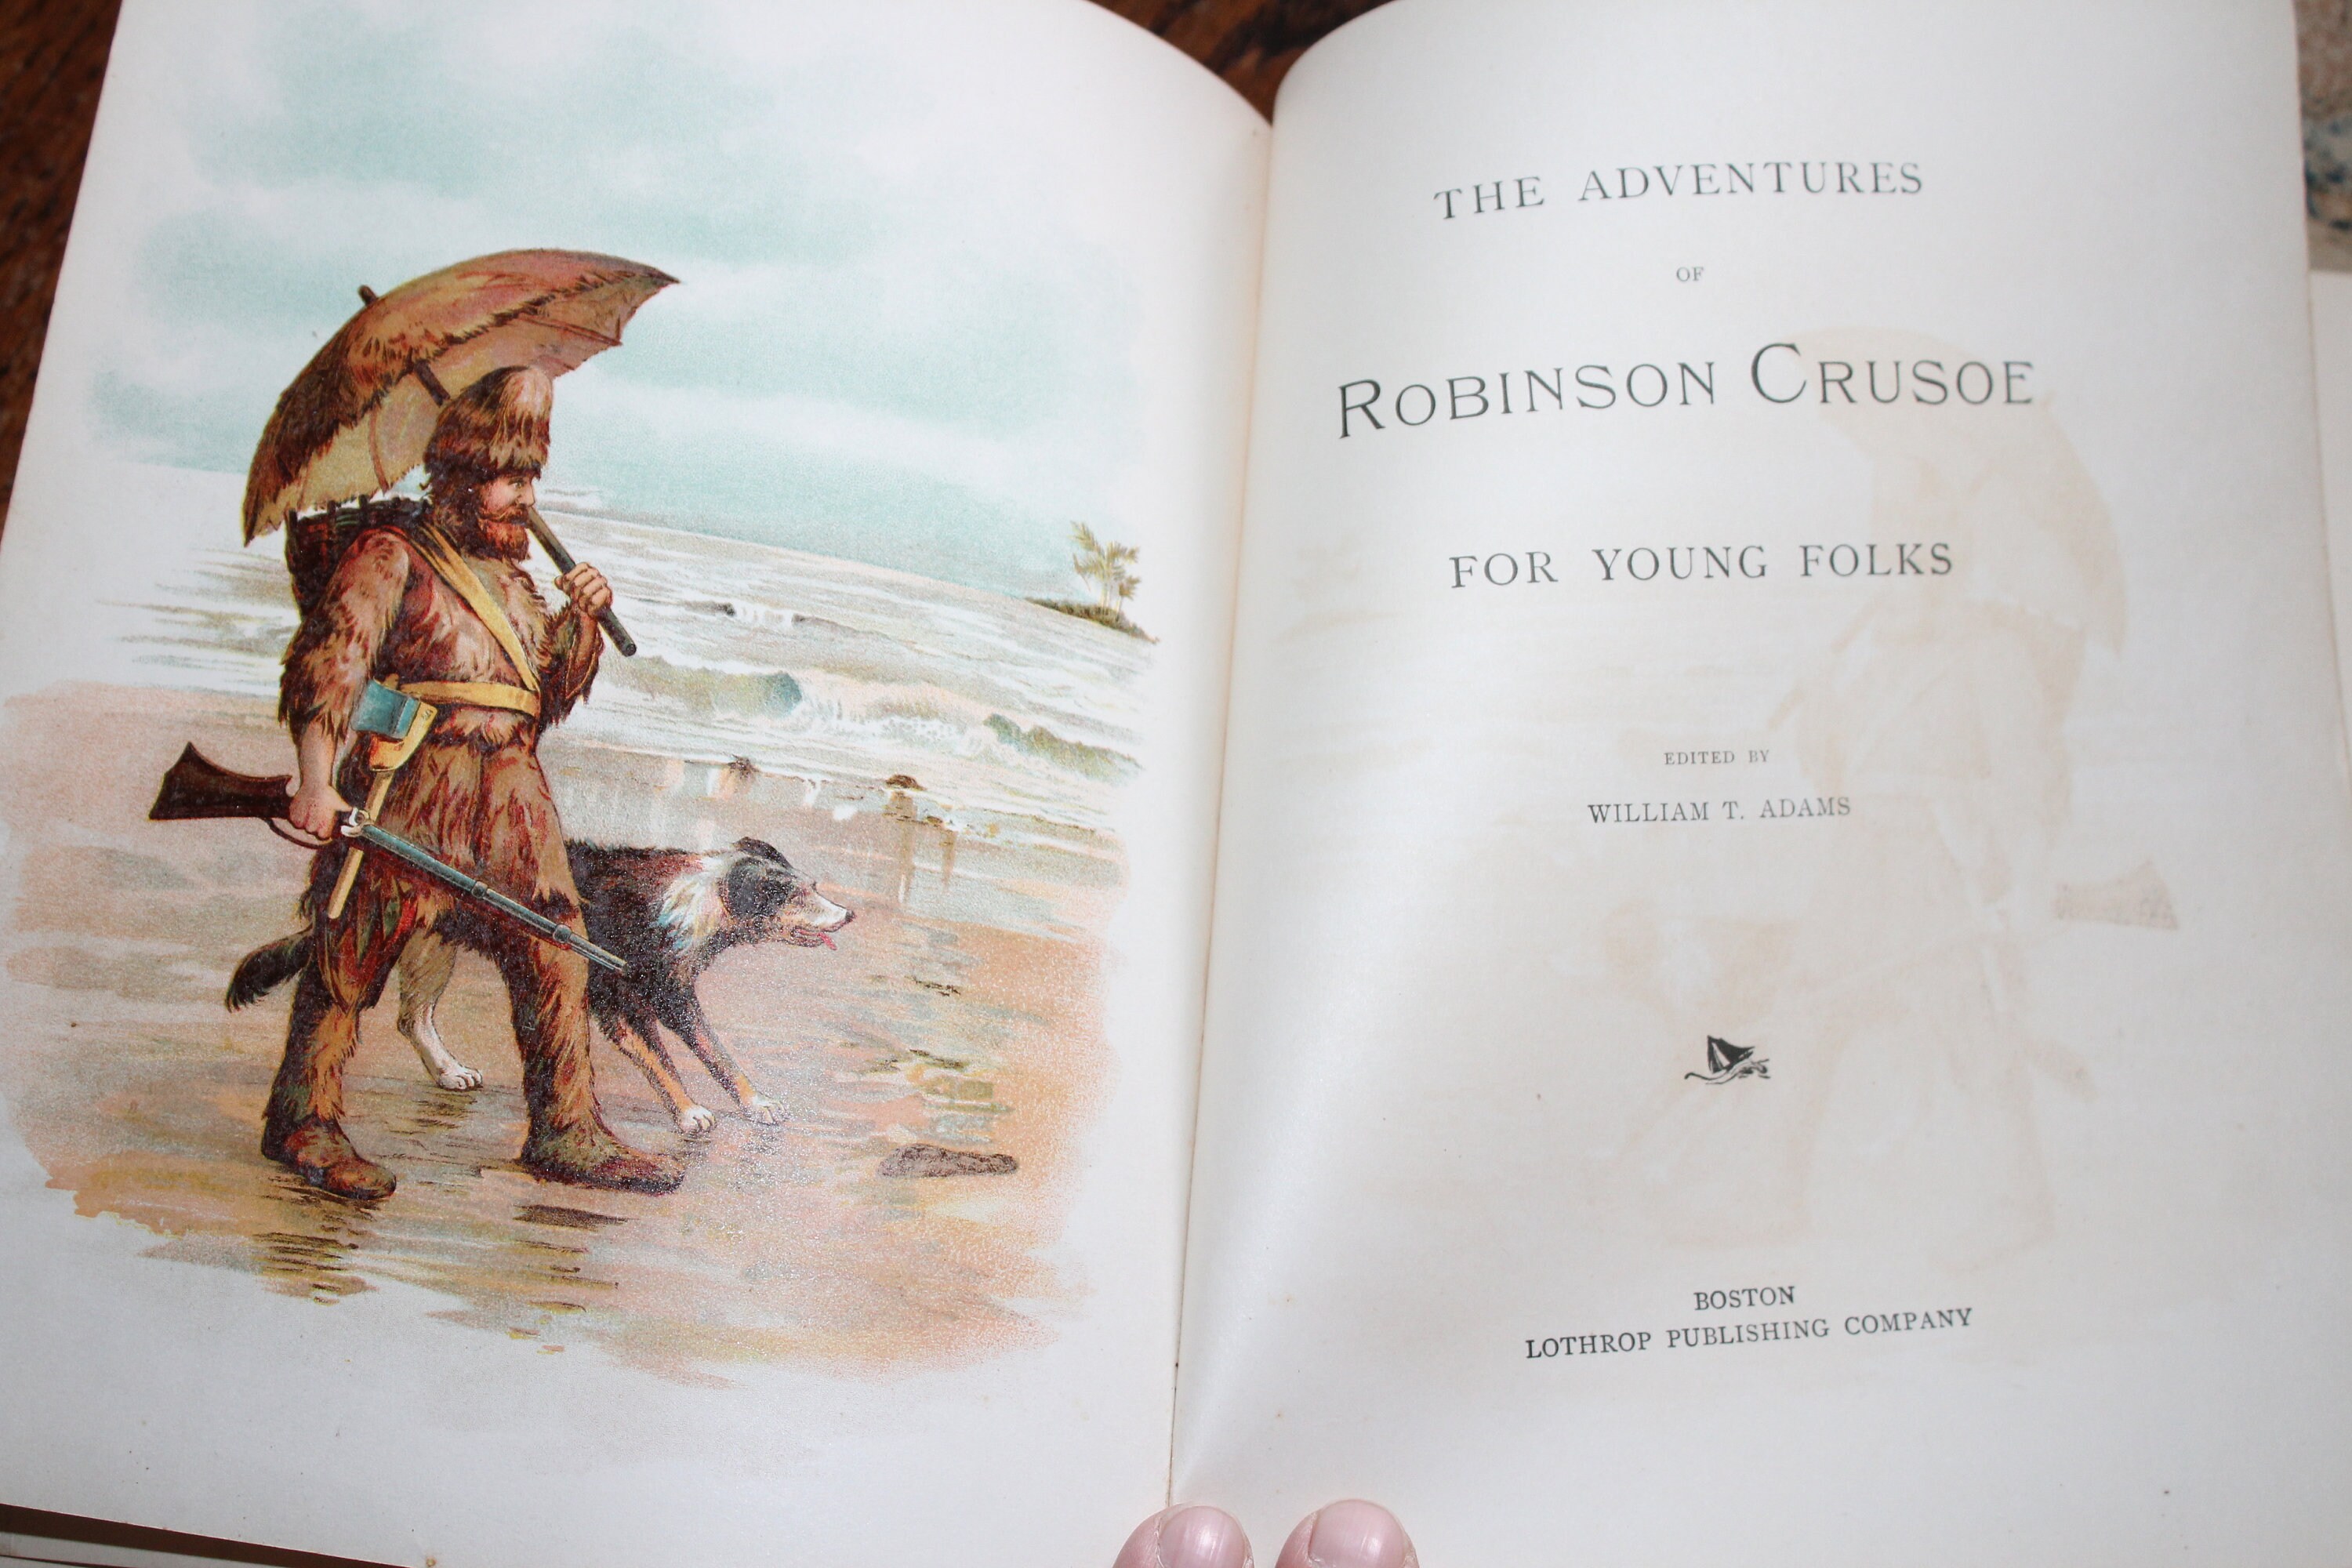 THE ADVENTURES
OF
ROBINSON CRUSOE
FOR YOUNG FOLKS
EDITED BY
WILLIAM T. ADAMS
BOSTON
LOTHROP PUBLISHING COMPANY